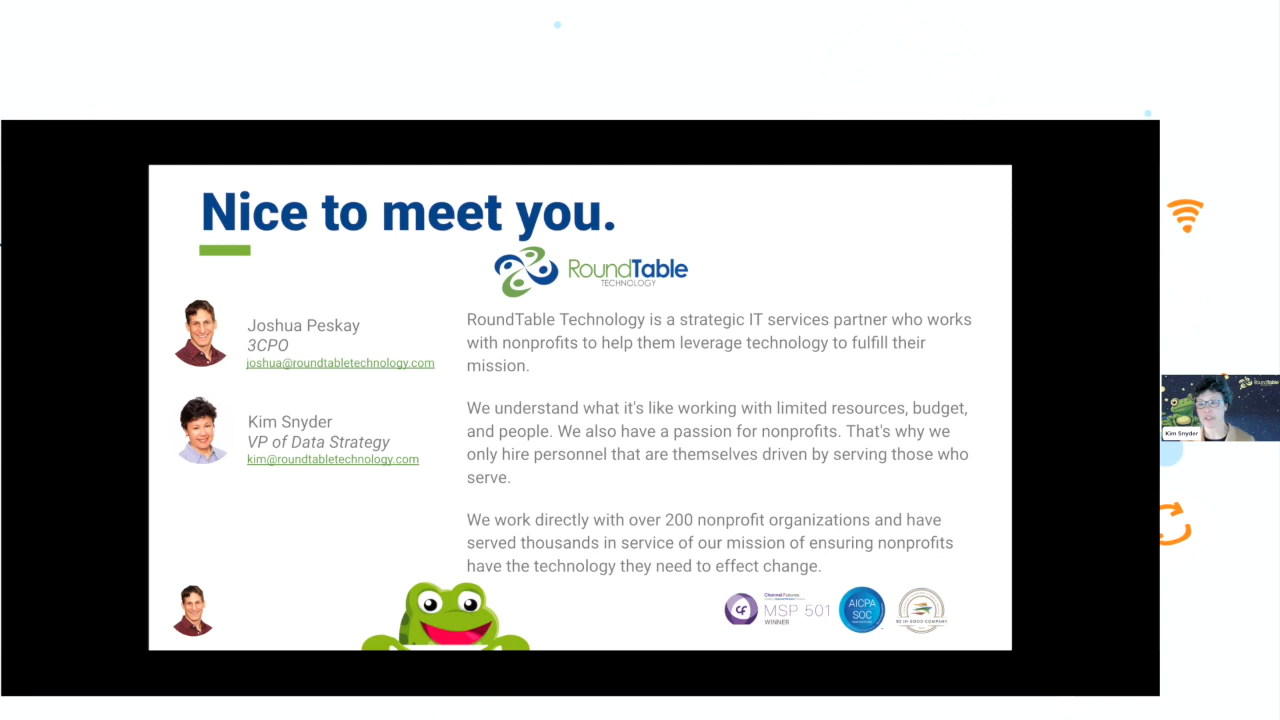 Nice to meet you.
RoundTable
TECHNOLOGY
Joshua Peskay
3CPO
joshua@roundtabletechnology.com
Kim Snyder
VP of Data Strategy
kim@roundtabletechnology.com
RoundTable Technology is a strategic IT services partner who works
with nonprofits to help them leverage technology to fulfill their
mission.
We understand what it's like working with limited resources, budget,
and people. We also have a passion for nonprofits. That's why we
only hire personnel that are themselves driven by serving those who
serve.
We work directly with over 200 nonprofit organizations and have
served thousands in service of our mission of ensuring nonprofits
have the technology they need to effect change.
Channel Futures.
MSP 501
WINNER
AICPA
SOC
BE IN GOOD COMPANY
RoundTable
Kim Snyder